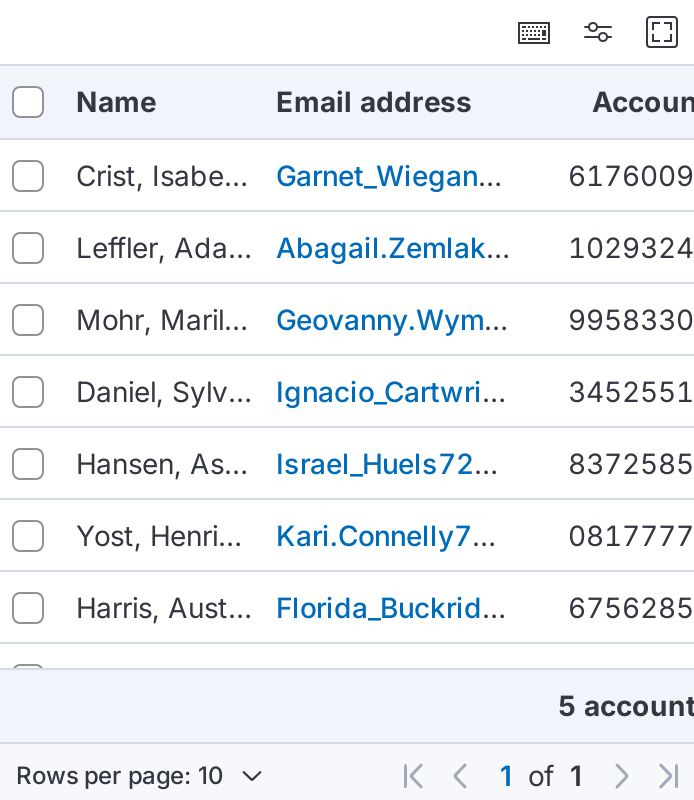 Name Email address Accoun
Crist, Isabe... Garnet_Wiegan... 6176009
Leffler, Ada... Abagail.Zemlak... 1029324
Mohr, Maril... Geovanny.Wym... 9958330
Daniel, Sylv... Ignacio_Cartwri... 3452551
Hansen, As... Israel_Huels72... 8372585
Yost, Henri... Kari.Connelly7... 0817777
Harris, Aust... Florida_Buckrid... 6756285
5 account
Rows per page: 10 1 of 1